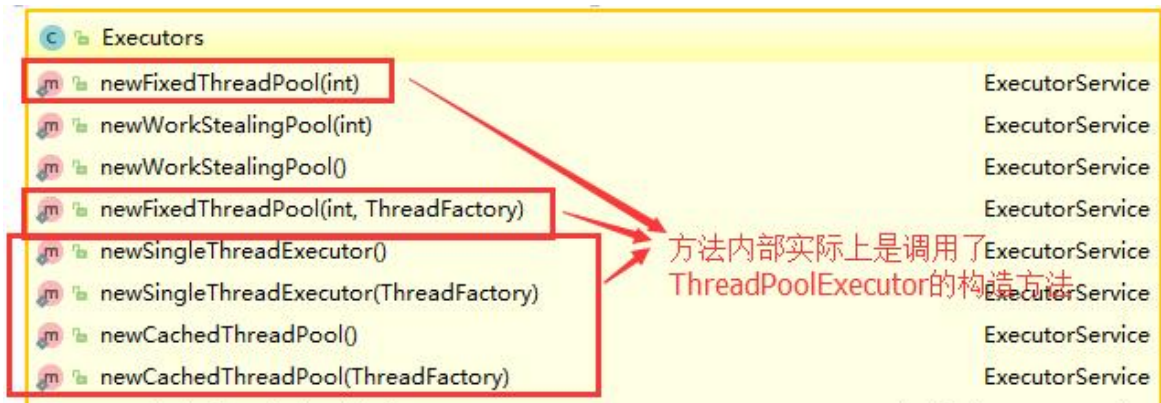 Executors
newFixedThreadPool(int) ExecutorService
newWorkStealingPool(int) ExecutorService
newWorkStealingPool() ExecutorService
newFixedThreadPool(int, ThreadFactory) ExecutorService
newSingleThreadExecutor() ExecutorService
newSingleThreadExecutor(ThreadFactory) ExecutorService
newCachedThreadPool() ExecutorService
newCachedThreadPool(ThreadFactory) ExecutorService
方法内部实际上是调用了
ThreadPoolExecutor的构造方法